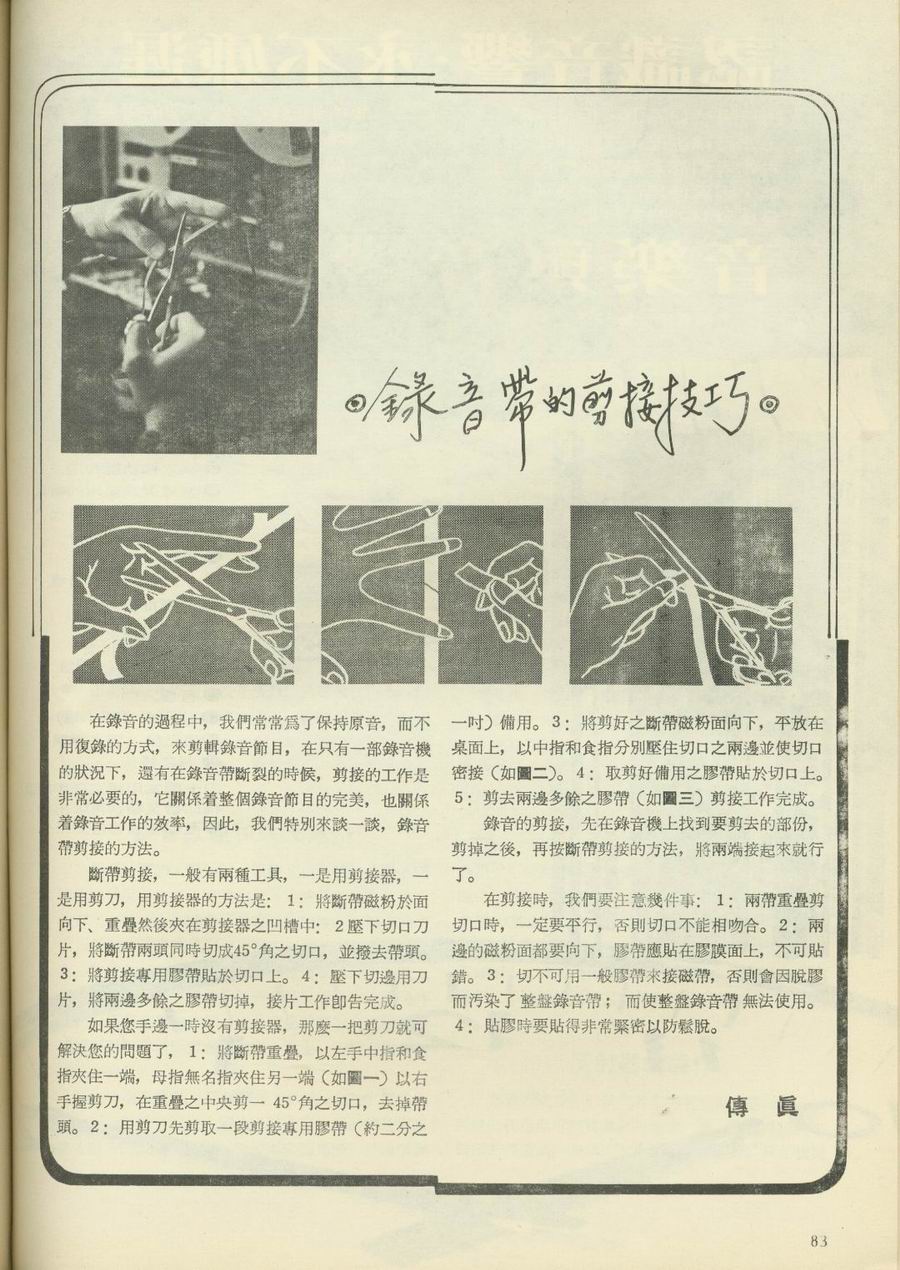 ◎錄音帶的剪接技巧◎
在錄音的過程中，我們常常爲了保持原音，而不
用復錄的方式，來剪輯錄音節目，在只有一部錄音機
的狀況下，還有在錄音帶斷裂的時候，剪接的工作是
非常必要的，它關係着整個錄音節目的完美，也關係
着錄音工作的效率，因此，我們特別來談一談，錄音
帶剪接的方法。
斷帶剪接，一般有兩種工具，一是用剪接器，一
是用剪刀，用剪接器的方法是：1：將斷帶磁粉於面
向下、重疊然後夾在剪接器之凹槽中：2壓下切口刀
片，將斷帶兩頭同時切成45°角之切口，並撥去帶頭。
3：將剪接專用膠帶貼於切口上。4：壓下切邊用刀
片，將兩邊多餘之膠帶切掉，接片工作卽告完成。
如果您手邊一時沒有剪接器，那麽一把剪刀就可
解決您的問題了，1：將斷帶重疊，以左手中指和食
指夾住一端，母指無名指夾住另一端（如圖一）以右
手握剪刀，在重疊之中央剪一 45°角之切口，去掉帶
頭。2：用剪刀先剪取一段剪接專用膠帶（約二分之
一吋）備用。3：將剪好之斷帶磁粉面向下，平放在
桌面上，以中指和食指分別壓住切口之兩邊並使切口
密接（如圖二）。4：取剪好備用之膠帶貼於切口上。
5：剪去兩邊多餘之膠帶（如圖三）剪接工作完成。
錄音的剪接，先在錄音機上找到要剪去的部份，
剪掉之後，再按斷帶剪接的方法，將兩端接起來就行
了。
在剪接時，我們要注意幾件事：1：兩帶重疊剪
切口時，一定要平行，否則切口不能相吻合。2：兩
邊的磁粉面都要向下，膠帶應貼在膠膜面上，不可貼
錯。3：切不可用一般膠帶來接磁帶，否則會因脫膠
而汚染了整盤錄音帶；而使整盤錄音帶無法使用。
4：貼膠時要貼得非常緊密以防鬆脫。
傳眞
83